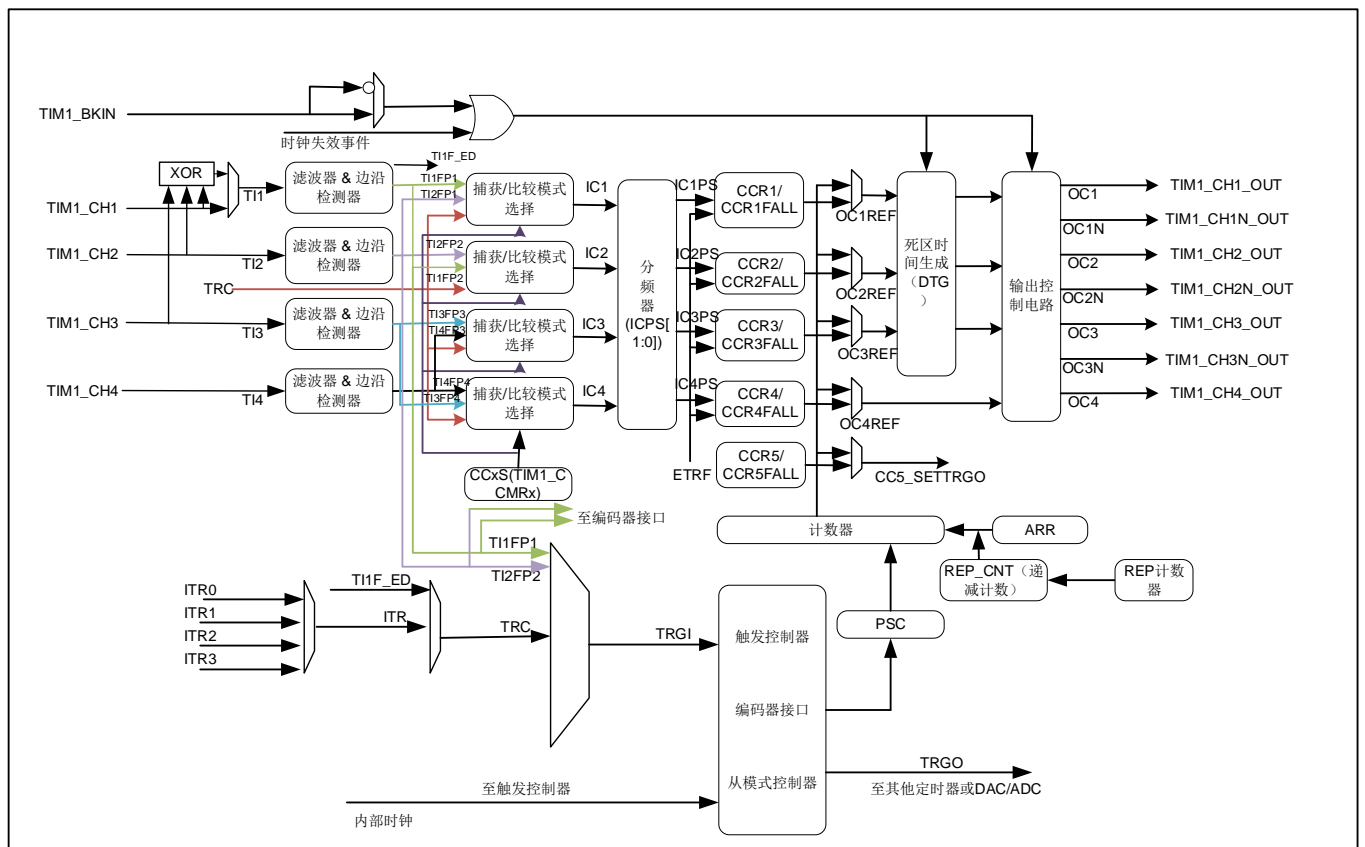 TIM1_BKIN
时钟失效事件
TI1F_ED
XOR
TIM1_CH1
TI1
滤波器 & 边沿
检测器
TI1FP1
TI2FP1
捕获/比较模式
选择
IC1
IC1PS
CCR1/
CCR1FALL
OC1REF
OC1
TIM1_CH1_OUT
OC1N
TIM1_CH1N_OUT
TIM1_CH2
TI2
滤波器 & 边沿
检测器
TRC
TI2FP2
TI1FP2
捕获/比较模式
选择
IC2
IC2PS
CCR2/
CCR2FALL
OC2REF
OC2
TIM1_CH2_OUT
OC2N
TIM1_CH2N_OUT
分
频
器
(ICPS[
1:0])
死区时
间生成
（DTG
）
输出控
制电路
TIM1_CH3
TI3
滤波器 & 边沿
检测器
TI3FP3
TI4FP3
捕获/比较模式
选择
IC3
IC3PS
CCR3/
CCR3FALL
OC3REF
OC3
TIM1_CH3_OUT
OC3N
TIM1_CH3N_OUT
TIM1_CH4
TI4
滤波器 & 边沿
检测器
TI4FP4
TI3FP4
捕获/比较模式
选择
IC4
IC4PS
CCR4/
CCR4FALL
OC4REF
OC4
TIM1_CH4_OUT
CCxS(TIM1_C
CMRx)
ETRF
CCR5/
CCR5FALL
CC5_SETTRGO
至编码器接口
计数器
ARR
TI1FP1
TI2FP2
REP_CNT（递
减计数）
REP计数
器
PSC
ITR0
ITR1
ITR2
ITR3
TI1F_ED
ITR
TRC
TRGI
触发控制器
编码器接口
从模式控制器
TRGO
至其他定时器或DAC/ADC
至触发控制器
内部时钟